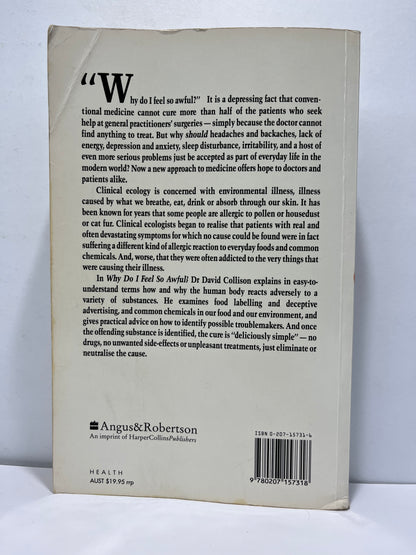 “Why do I feel so awful?” It is a depressing fact that conven-
tional medicine cannot cure more than half of the patients who seek
help at general practitioners’ surgeries — simply because the doctor cannot
find anything to treat. But why should headaches and backaches, lack of
energy, depression and anxiety, sleep disturbance, irritability, and a host of
even more serious problems just be accepted as part of everyday life in the
modern world? Now a new approach to medicine offers hope to doctors and
patients alike.
Clinical ecology is concerned with environmental illness, illness
caused by what we breathe, eat, drink or absorb through our skin. It has
been known for years that some people are allergic to pollen or housedust
or cat fur. Clinical ecologists began to realise that patients with real and
often devastating symptoms for which no cause could be found were in fact
suffering a different kind of allergic reaction to everyday foods and common
chemicals. And, worse, that they were often addicted to the very things that
were causing their illness.
In Why Do I Feel So Awful? Dr David Collison explains in easy-to-
understand terms how and why the human body reacts adversely to a
variety of substances. He examines food labelling and deceptive
advertising, and common chemicals in our food and our environment, and
gives practical advice on how to identify possible troublemakers. And once
the offending substance is identified, the cure is “deliciously simple” — no
drugs, no unwanted side-effects or unpleasant treatments, just eliminate or
neutralise the cause.
Angus&Robertson
An imprint of HarperCollinsPublishers
ISBN 0-207-15731-6
9 780207 157318
HEALTH
AUST $19.95 rrp